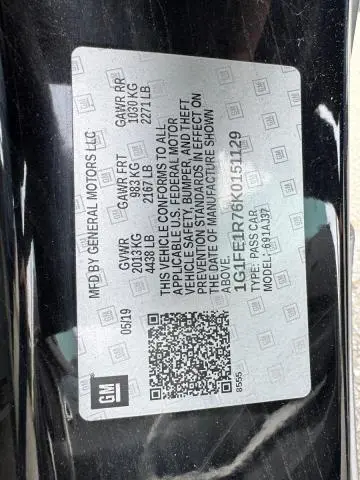 MFD BY GENERAL MOTORS LLC
05/19
GVWR
2013 KG
4438 LB
GAWR FRT
983 KG
2167 LB
GAWR RR
1030 KG
2271 LB
THIS VEHICLE CONFORMS TO ALL
APPLICABLE U.S. FEDERAL MOTOR
VEHICLE SAFETY, BUMPER, AND THEFT
PREVENTION STANDARDS IN EFFECT ON
THE DATE OF MANUFACTURE SHOWN
ABOVE.
1G1FE1R76K0151129
TYPE: PASS CAR
MODEL: 691AJ37
GM
8565